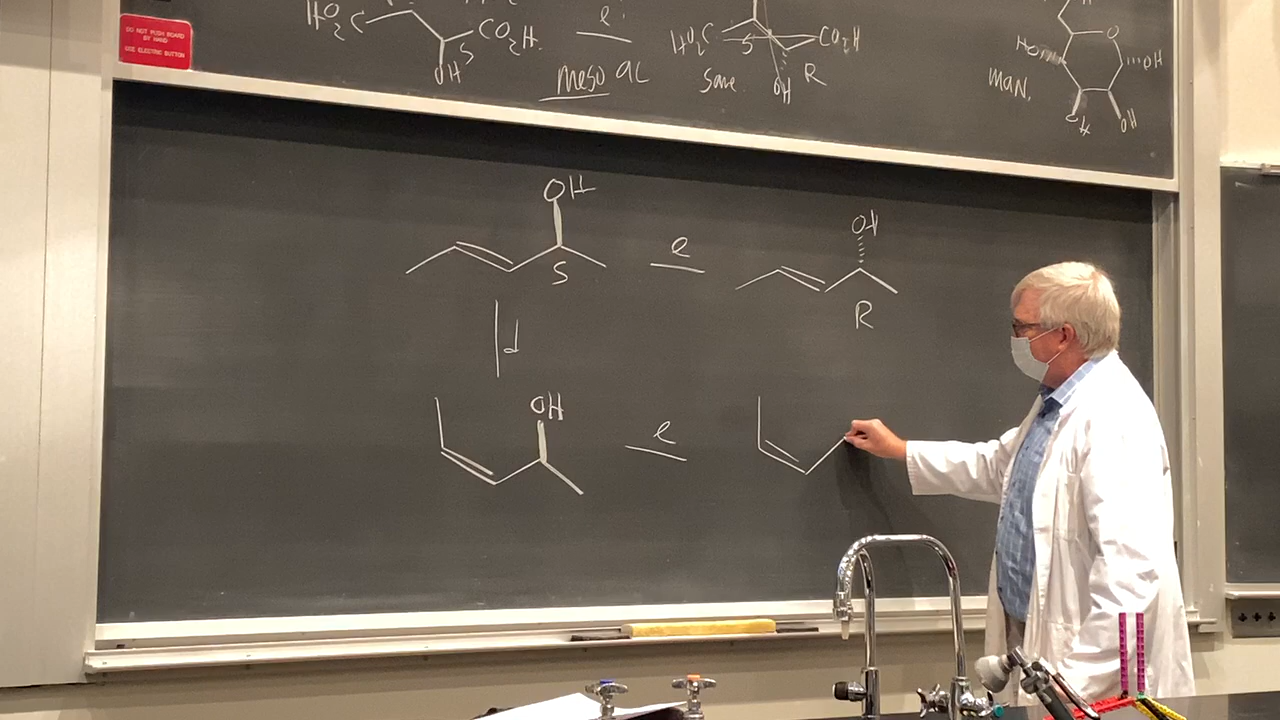 DO NOT PUSH BOARD
BY HAND
USE ELECTRIC BUTTON
HO2C
CO2H
S
OH
e
meso
HO2C
S
CO2H
R
OH
same
HO
OH
O
OH
man.
OH
S
e
OH
R
d
OH
e